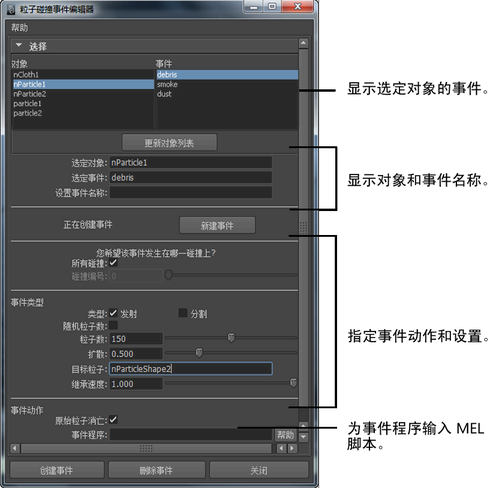 粒子碰撞事件编辑器
帮助
选择
对象
事件
nCloth1
debris
nParticle1
smoke
nParticle2
dust
particle1
particle2
显示选定对象的事件。
更新对象列表
选定对象: nParticle1
选定事件: debris
设置事件名称:
显示对象和事件名称。
正在创建事件
新建事件
您希望该事件发生在哪一碰撞上?
所有碰撞:
碰撞编号: 0
事件类型
类型: 发射 分割
随机粒子数:
粒子数: 150
扩散: 0.500
目标粒子: nParticleShape2
继承速度: 1.000
指定事件动作和设置。
事件动作
原始粒子消亡:
事件程序:
帮助
为事件程序输入 MEL
脚本。
创建事件
删除事件
关闭